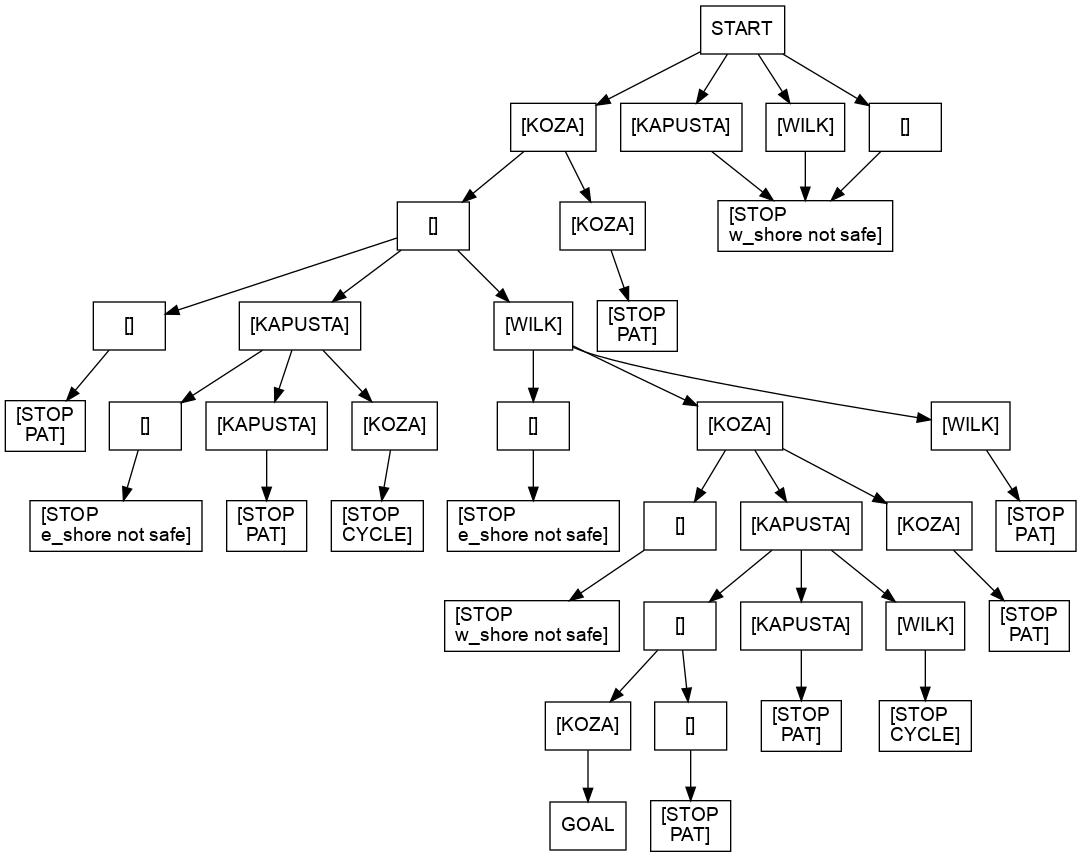 START
[KOZA]
[KAPUSTA]
[WILK]
[]
[]
[KOZA]
[STOP
w_shore not safe]
[]
[KAPUSTA]
[WILK]
[STOP
PAT]
[STOP
PAT]
[]
[KAPUSTA]
[KOZA]
[]
[KOZA]
[WILK]
[STOP
e_shore not safe]
[STOP
PAT]
[STOP
CYCLE]
[STOP
e_shore not safe]
[]
[KAPUSTA]
[KOZA]
[STOP
PAT]
[STOP
w_shore not safe]
[]
[KAPUSTA]
[WILK]
[STOP
PAT]
[KOZA]
[]
[STOP
PAT]
[STOP
CYCLE]
GOAL
[STOP
PAT]